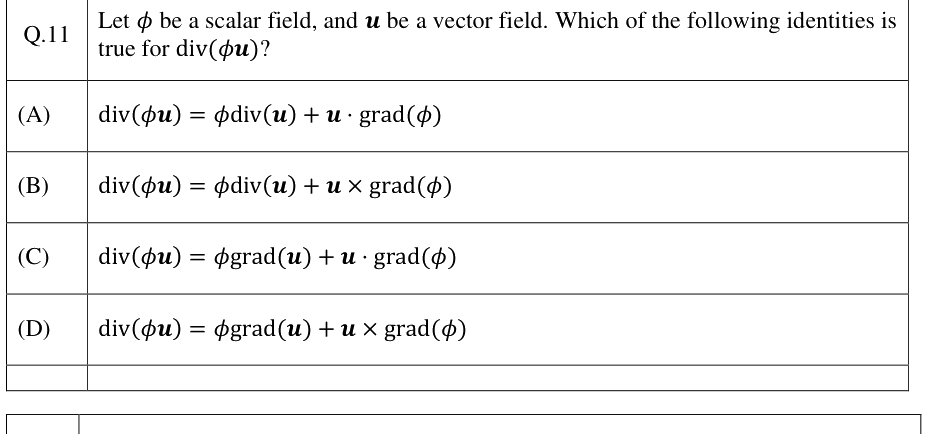 Q.11
Let 𝜙 be a scalar field, and 𝒖 be a vector field. Which of the following identities is
true for div(𝜙𝒖)?
(A) div(𝜙𝒖) = 𝜙div(𝒖) + 𝒖 · grad(𝜙)
(B) div(𝜙𝒖) = 𝜙div(𝒖) + 𝒖 × grad(𝜙)
(C) div(𝜙𝒖) = 𝜙grad(𝒖) + 𝒖 · grad(𝜙)
(D) div(𝜙𝒖) = 𝜙grad(𝒖) + 𝒖 × grad(𝜙)